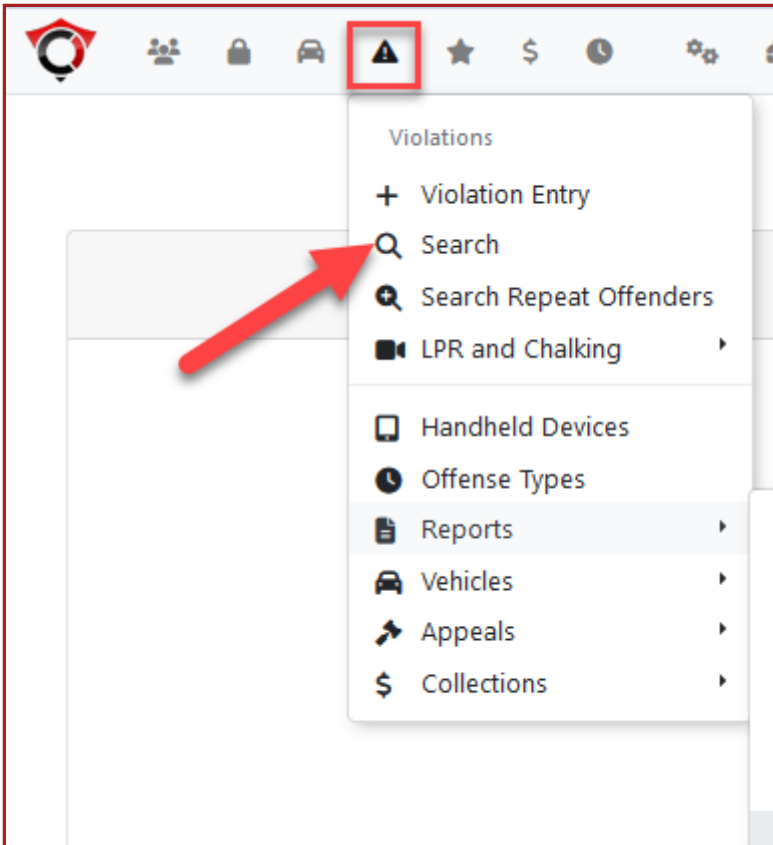 Violations
Violation Entry
Search
Search Repeat Offenders
LPR and Chalking
Handheld Devices
Offense Types
Reports
Vehicles
Appeals
$ Collections